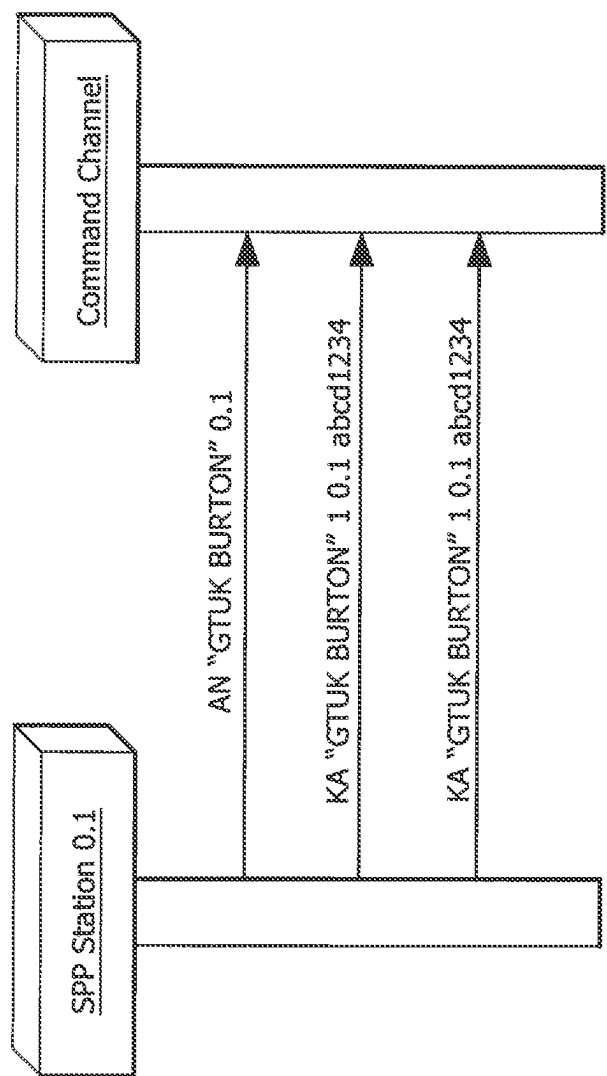 SPP Station 0.1
Command Channel
AN “GTUK BURTON” 0.1
KA “GTUK BURTON” 1 0.1 abcd1234
KA “GTUK BURTON” 1 0.1 abcd1234